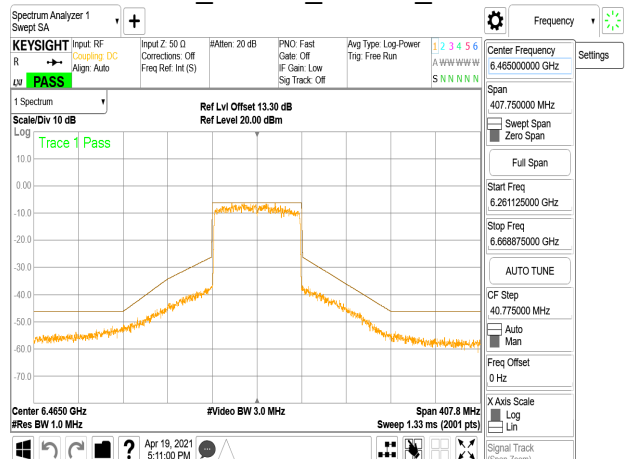 Spectrum Analyzer 1
Swept SA
Frequency
KEYSIGHT
R
LXI
PASS
Input: RF
Coupling: DC
Align: Auto
Input Z: 50 Ω
Corrections: Off
Freq Ref: Int (S)
#Atten: 20 dB
PNO: Fast
Gate: Off
IF Gain: Low
Sig Track: Off
Avg Type: Log-Power
Trig: Free Run
1 2 3 4 5 6
A W W W W W
S N N N N N
1 Spectrum
Scale/Div 10 dB
Ref Lvl Offset 13.30 dB
Ref Level 20.00 dBm
Log
Trace 1 Pass
10.0
0.00
-10.0
-20.0
-30.0
-40.0
-50.0
-60.0
-70.0
Center 6.4650 GHz
#Res BW 1.0 MHz
#Video BW 3.0 MHz
Span 407.8 MHz
Sweep 1.33 ms (2001 pts)
Apr 19, 2021
5:11:00 PM
?
Center Frequency
6.465000000 GHz
Span
407.750000 MHz
Swept Span
Zero Span
Full Span
Start Freq
6.261125000 GHz
Stop Freq
6.668875000 GHz
AUTO TUNE
CF Step
40.775000 MHz
Auto
Man
Freq Offset
0 Hz
X Axis Scale
Log
Lin
Signal Track
(Span Zoom)
Settings